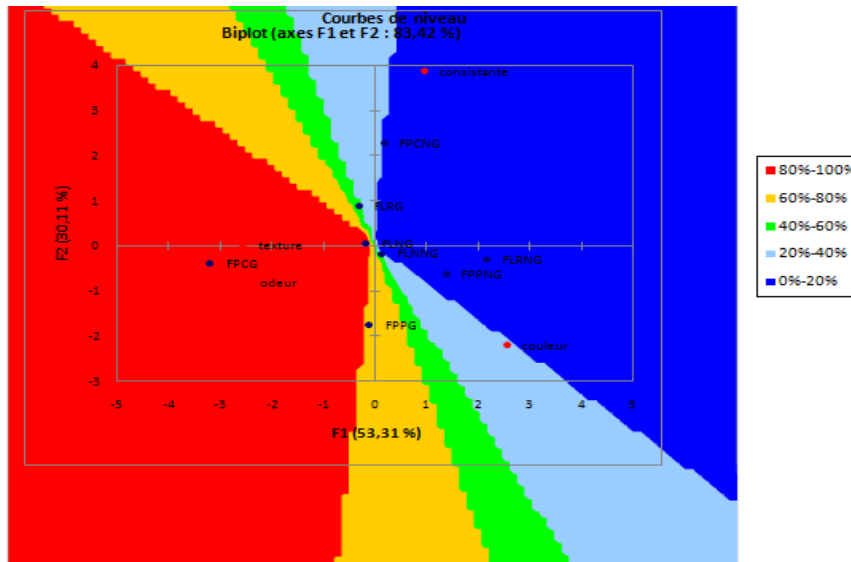 Courbes de niveau
Biplot (axes F1 et F2 : 83,42 %)
4
3
2
1
0
-1
-2
-3
F2 (30,11 %)
consistante
FPCNG
FLRG
texture
FLNG
FLNNG
FLRNG
FPCG
FPPNG
odeur
FPPG
couleur
-5 -4 -3 -2 -1 0 1 2 3 4 5
F1 (53,31 %)
80%-100%
60%-80%
40%-60%
20%-40%
0%-20%